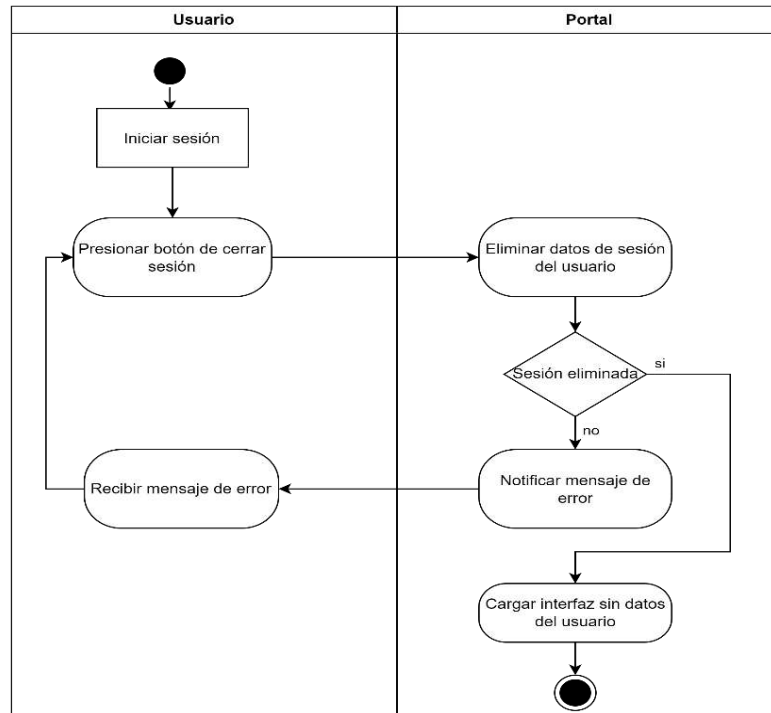 Usuario
Portal
Iniciar sesión
Presionar botón de cerrar
sesión
Eliminar datos de sesión
del usuario
Sesión eliminada
si
no
Recibir mensaje de error
Notificar mensaje de
error
Cargar interfaz sin datos
del usuario